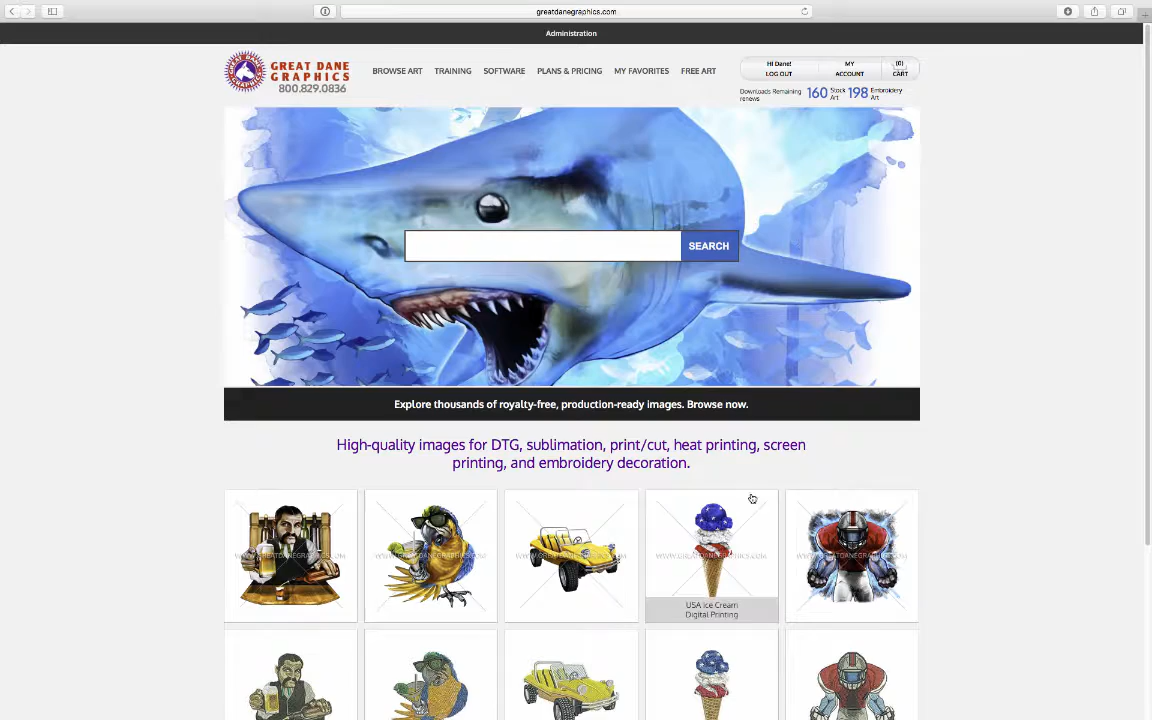 greatdanegraphics.com
Administration
GREAT DANE
GRAPHICS
800.829.0836
BROWSE ART
TRAINING
SOFTWARE
PLANS & PRICING
MY FAVORITES
FREE ART
Hi Dane!
LOG OUT
MY
ACCOUNT
(0)
CART
Downloads Remaining
renews
160
Stock
Art
198
Embroidery
Art
SEARCH
Explore thousands of royalty-free, production-ready images. Browse now.
High-quality images for DTG, sublimation, print/cut, heat printing, screen
printing, and embroidery decoration.
WWW.GREATDANEGRAPHICS.COM
WWW.GREATDANEGRAPHICS.COM
WWW.GREATDANEGRAPHICS.COM
WWW.GREATDANEGRAPHICS.COM
WWW.GREATDANEGRAPHICS.COM
USA Ice Cream
Digital Printing